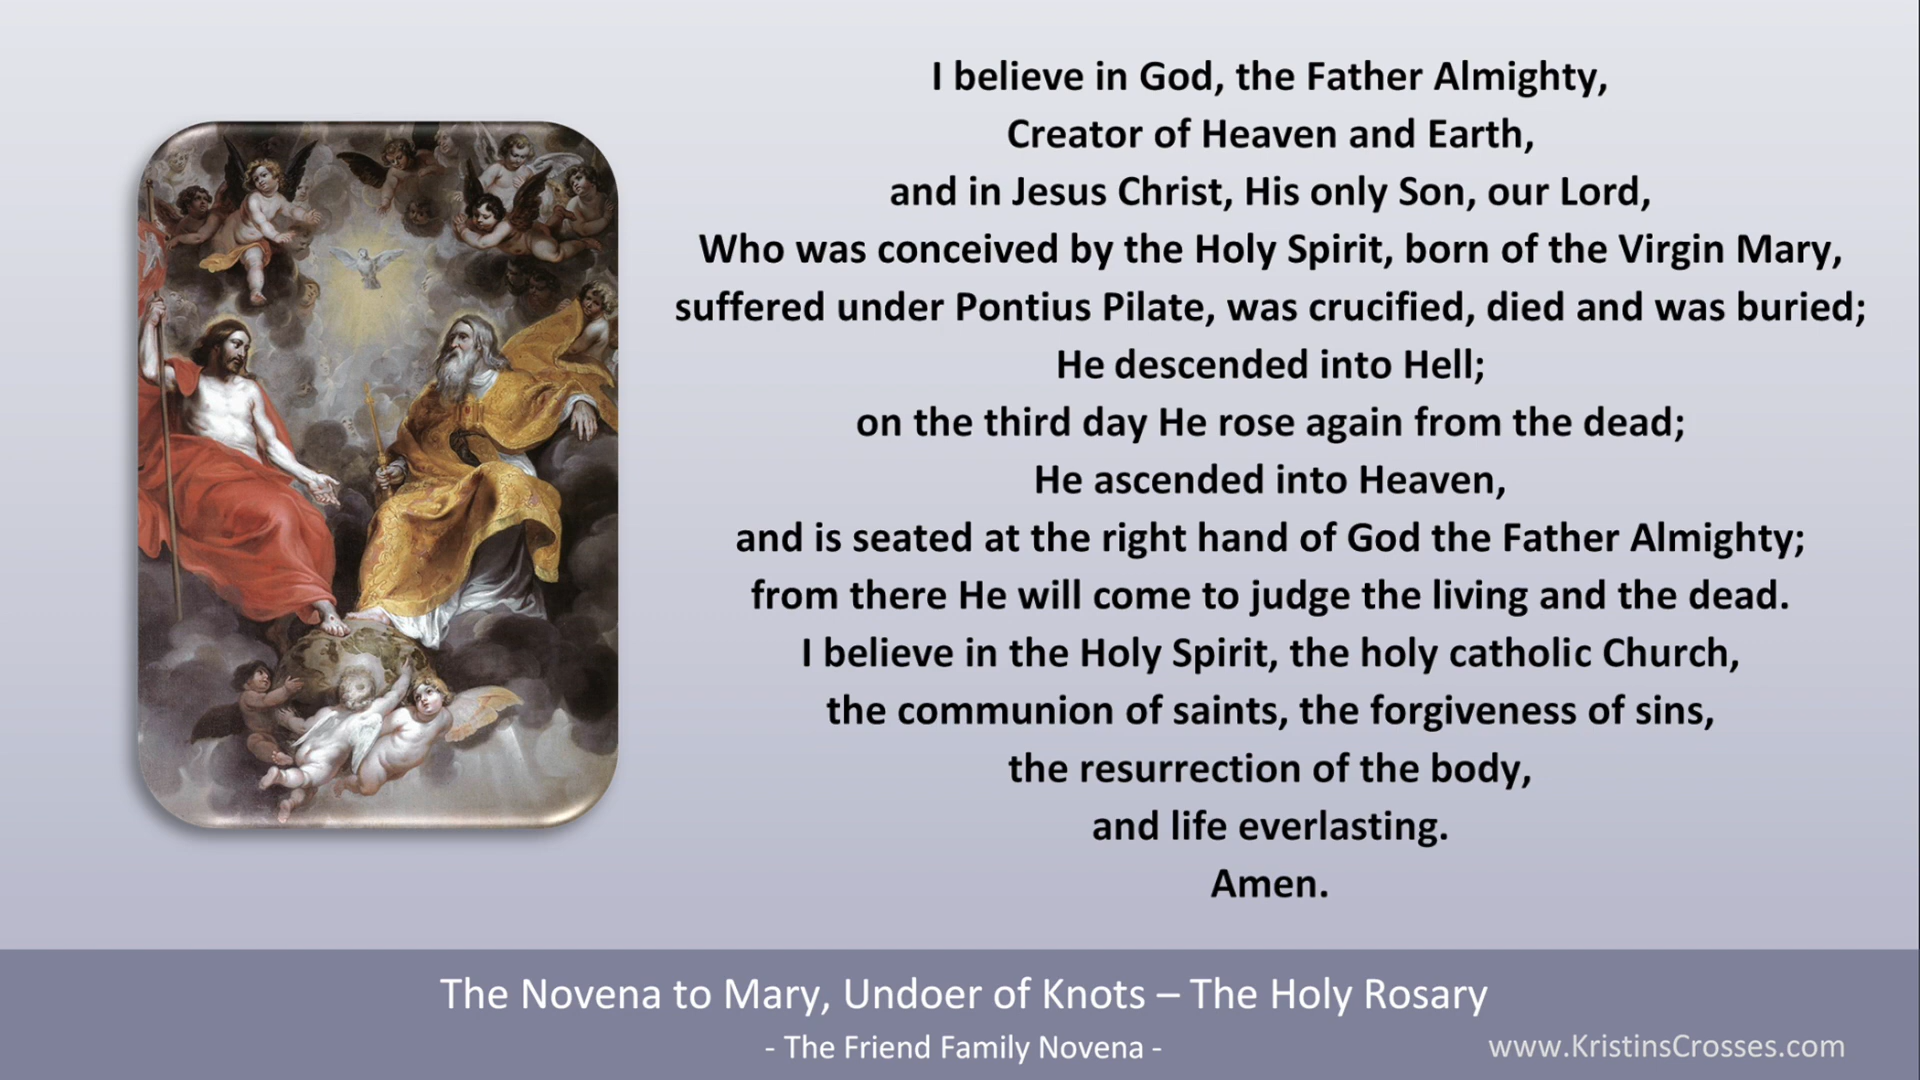 I believe in God, the Father Almighty,
Creator of Heaven and Earth,
and in Jesus Christ, His only Son, our Lord,
Who was conceived by the Holy Spirit, born of the Virgin Mary,
suffered under Pontius Pilate, was crucified, died and was buried;
He descended into Hell;
on the third day He rose again from the dead;
He ascended into Heaven,
and is seated at the right hand of God the Father Almighty;
from there He will come to judge the living and the dead.
I believe in the Holy Spirit, the holy catholic Church,
the communion of saints, the forgiveness of sins,
the resurrection of the body,
and life everlasting.
Amen.
The Novena to Mary, Undoer of Knots – The Holy Rosary
- The Friend Family Novena -
www.KristinsCrosses.com